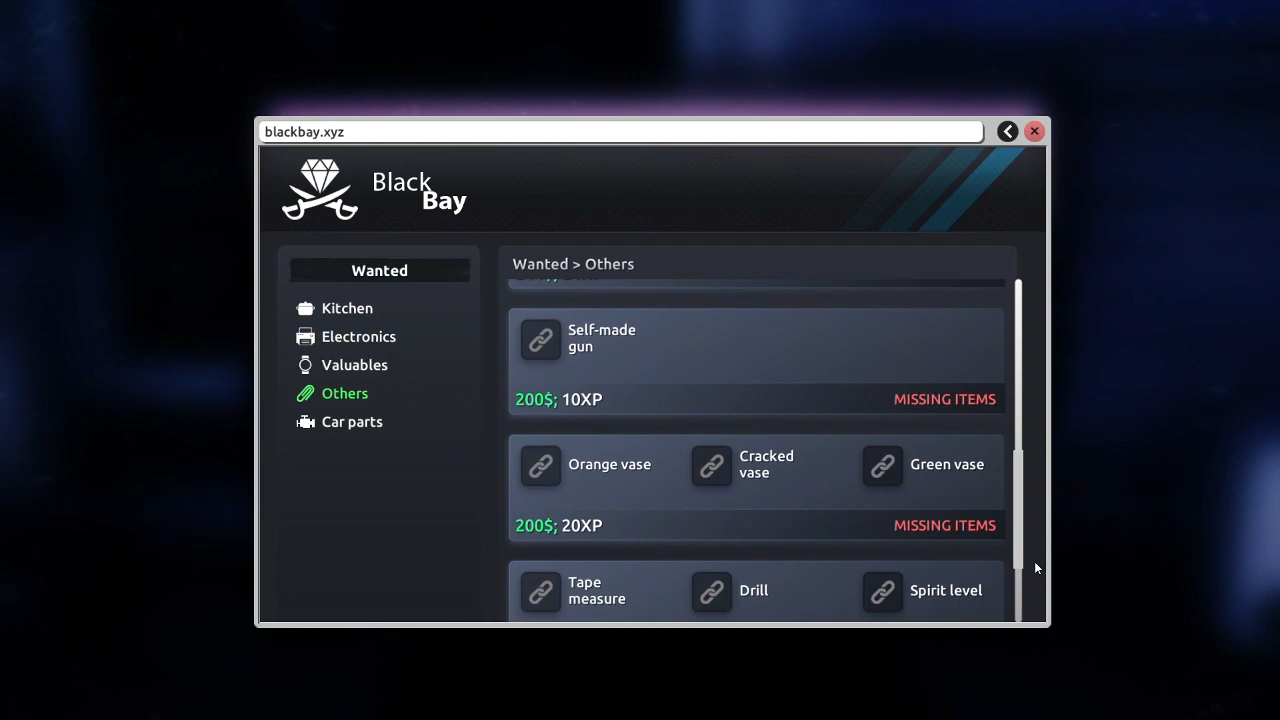 blackbay.xyz
Black
Bay
Wanted
Kitchen
Electronics
Valuables
Others
Car parts
Wanted > Others
Self-made
gun
200$; 10XP
MISSING ITEMS
Orange vase
Cracked
vase
Green vase
200$; 20XP
MISSING ITEMS
Tape
measure
Drill
Spirit level